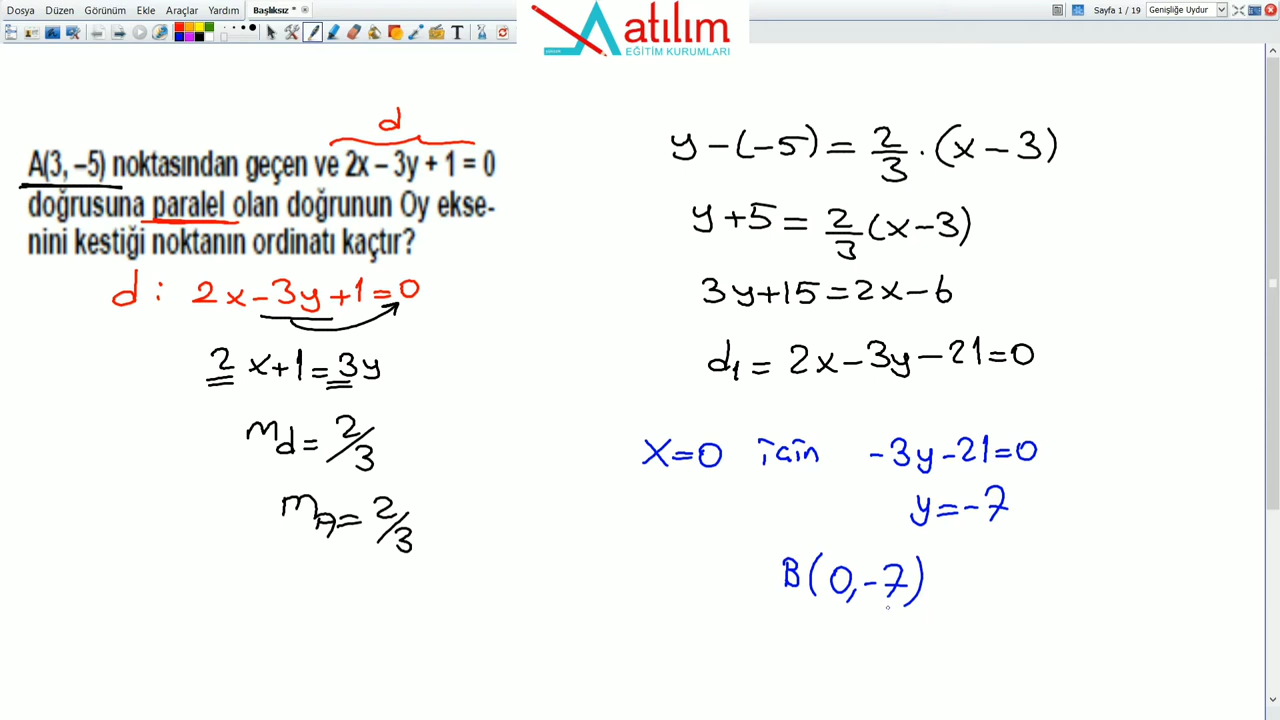 Dosya Düzen Görünüm Ekle Araçlar Yardım Başlıksız * Sayfa 1 / 19 Genişliğe Uydur
atılım
EĞİTİM KURUMLARI
d
A(3, –5) noktasından geçen ve 2x – 3y + 1 = 0
doğrusuna paralel olan doğrunun Oy ekse-
nini kestiği noktanın ordinatı kaçtır?
d : 2x-3y+1=0
2x+1=3y
md = 2/3
mA = 2/3
y-(-5) = 2/3 . (x-3)
y+5 = 2/3 (x-3)
3y+15=2x-6
d1 = 2x-3y-21=0
x=0 için -3y-21=0
y=-7
B(0,-7)